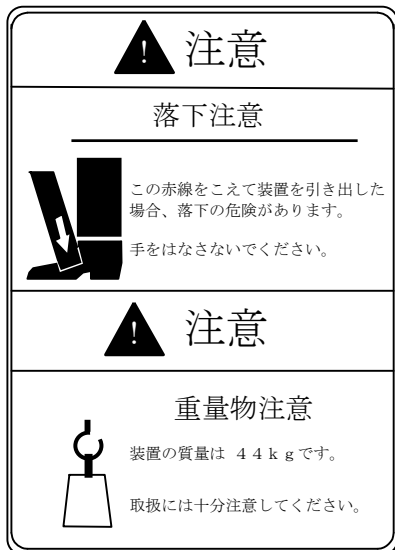 注意
落下注意
この赤線をこえて装置を引き出した
場合、落下の危険があります。
手をはなさないでください。
注意
重量物注意
装置の質量は ４４ｋｇです。
取扱には十分注意してください。